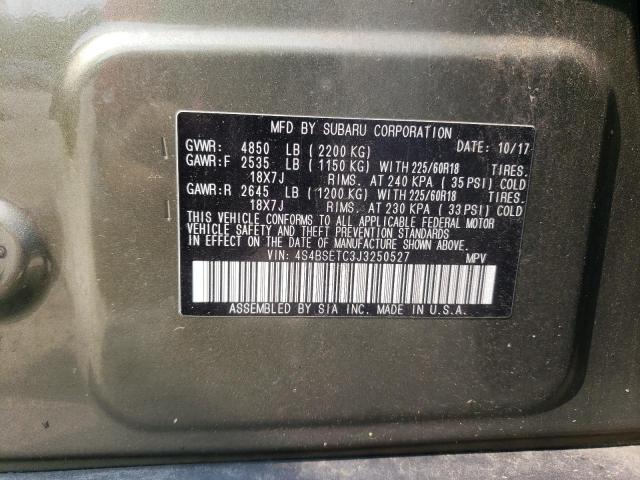 MFD BY SUBARU CORPORATION DATE: 10/17
GVWR: 4850 LB (2200 KG)
GAWR:F 2535 LB (1150 KG) WITH 225/60R18 TIRES.
18X7J RIMS. AT 240 KPA (35 PSI) COLD
GAWR:R 2645 LB (1200 KG) WITH 225/60R18 TIRES.
18X7J RIMS. AT 230 KPA (33 PSI) COLD
THIS VEHICLE CONFORMS TO ALL APPLICABLE FEDERAL MOTOR
VEHICLE SAFETY AND THEFT PREVENTION STANDARDS
IN EFFECT ON THE DATE OF MANUFACTURE SHOWN ABOVE.
VIN: 4S4BSETC3J3250527 MPV
ASSEMBLED BY SIA INC. MADE IN U.S.A.